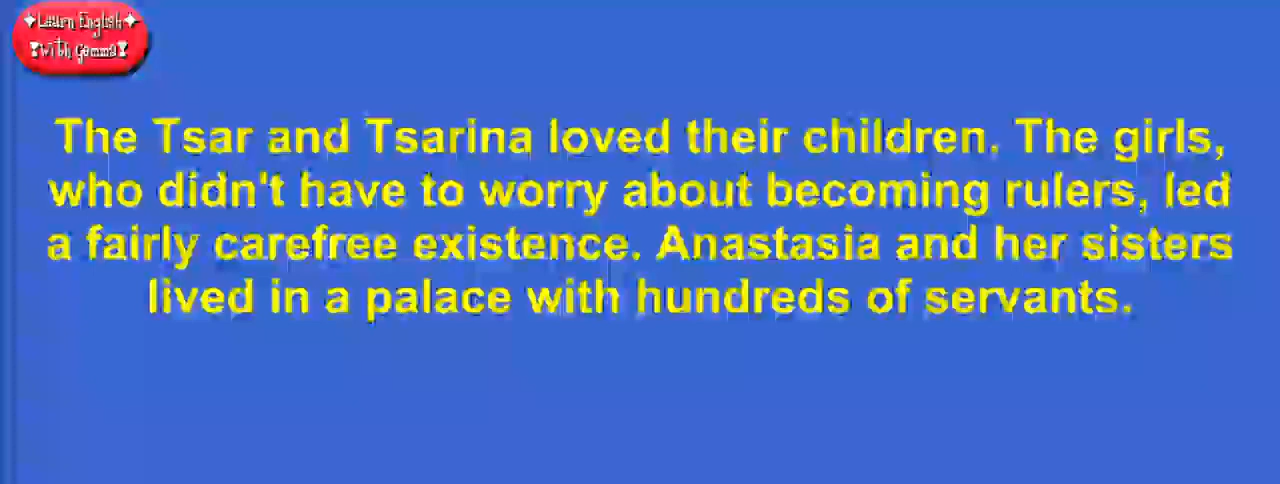 Learn English
with Gemma
The Tsar and Tsarina loved their children. The girls,
who didn't have to worry about becoming rulers, led
a fairly carefree existence. Anastasia and her sisters
lived in a palace with hundreds of servants.